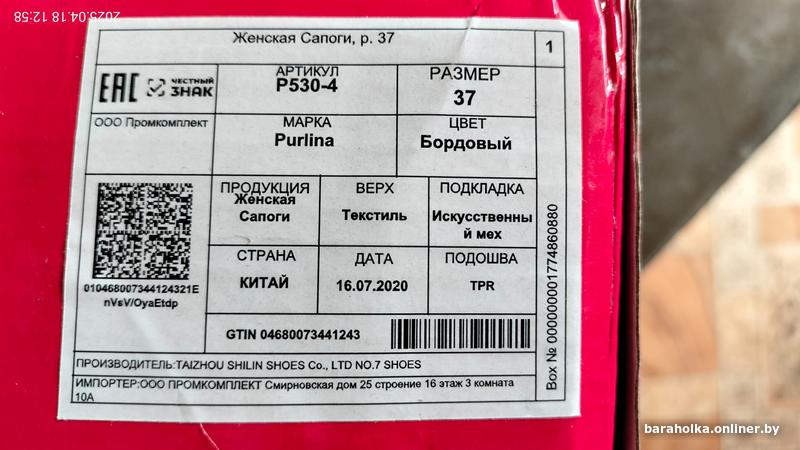 2025.04.18 12:58
Женская Сапоги, р. 37
1
EAC
ЧЕСТНЫЙ
ЗНАК
АРТИКУЛ
P530-4
РАЗМЕР
37
ООО Промкомплект
МАРКА
Purlina
ЦВЕТ
Бордовый
ПРОДУКЦИЯ
Женская
Сапоги
ВЕРХ
Текстиль
ПОДКЛАДКА
Искусственны
й мех
010468007344124321E
nVsV/OyaEtdp
СТРАНА
КИТАЙ
ДАТА
16.07.2020
ПОДОШВА
TPR
GTIN 04680073441243
Box № 00000000017748​60880
ПРОИЗВОДИТЕЛЬ:TAIZHOU SHILIN SHOES Co., LTD NO.7 SHOES
ИМПОРТЕР:ООО ПРОМКОМПЛЕКТ Смирновская дом 25 строение 16 этаж 3 комната
10А
baraholka.onliner.by